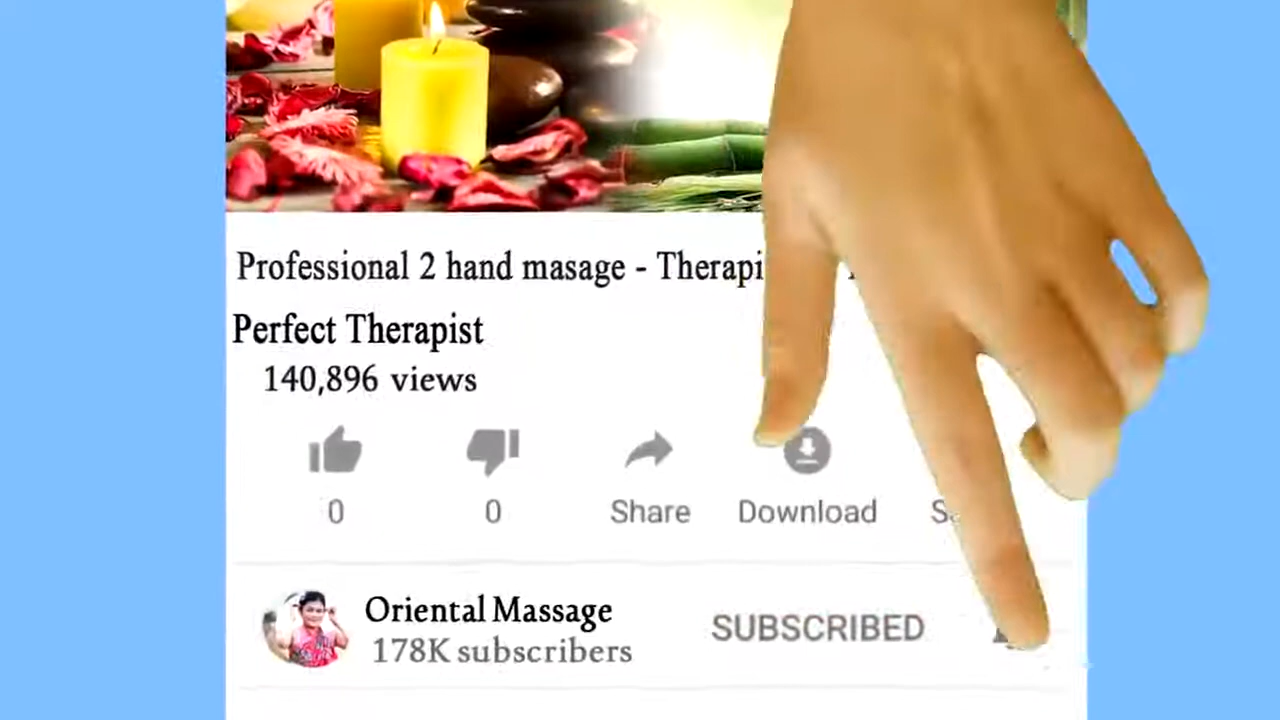 Professional 2 hand masage - Therapi
Perfect Therapist
140,896 views
0
0
Share
Download
S
Oriental Massage
178K subscribers
SUBSCRIBED